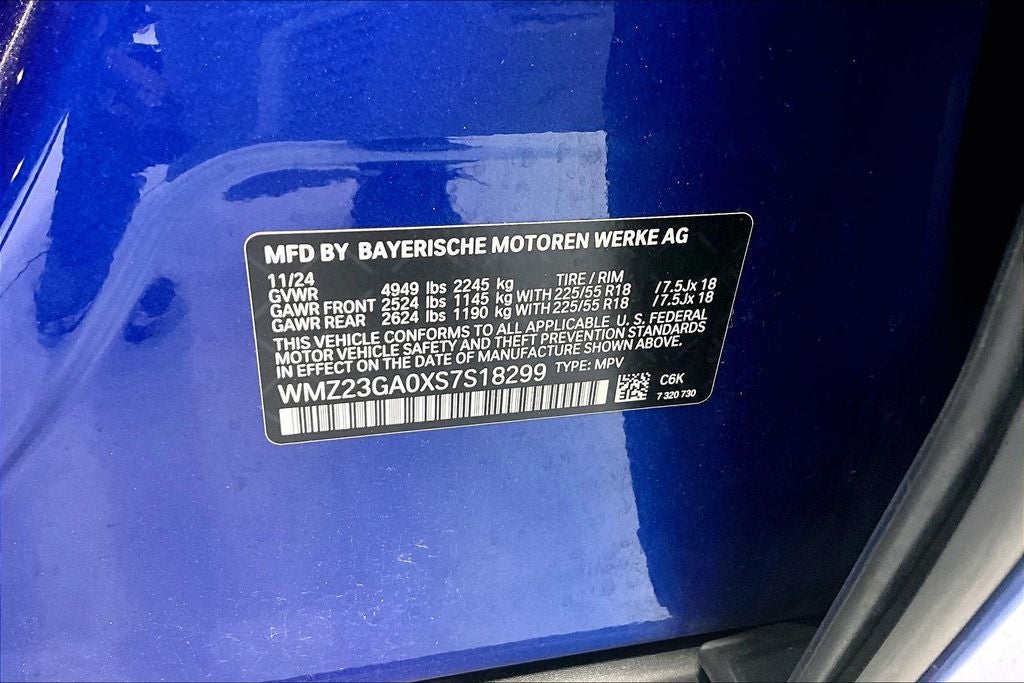 MFD BY BAYERISCHE MOTOREN WERKE AG
11/24
GVWR 4949 lbs 2245 kg TIRE / RIM
GAWR FRONT 2524 lbs 1145 kg WITH 225/55 R18 /7.5Jx 18
GAWR REAR 2624 lbs 1190 kg WITH 225/55 R18 /7.5Jx 18
THIS VEHICLE CONFORMS TO ALL APPLICABLE U. S. FEDERAL
MOTOR VEHICLE SAFETY AND THEFT PREVENTION STANDARDS
IN EFFECT ON THE DATE OF MANUFACTURE SHOWN ABOVE.
WMZ23GA0XS7S18299 TYPE: MPV
C6K
7 320 730